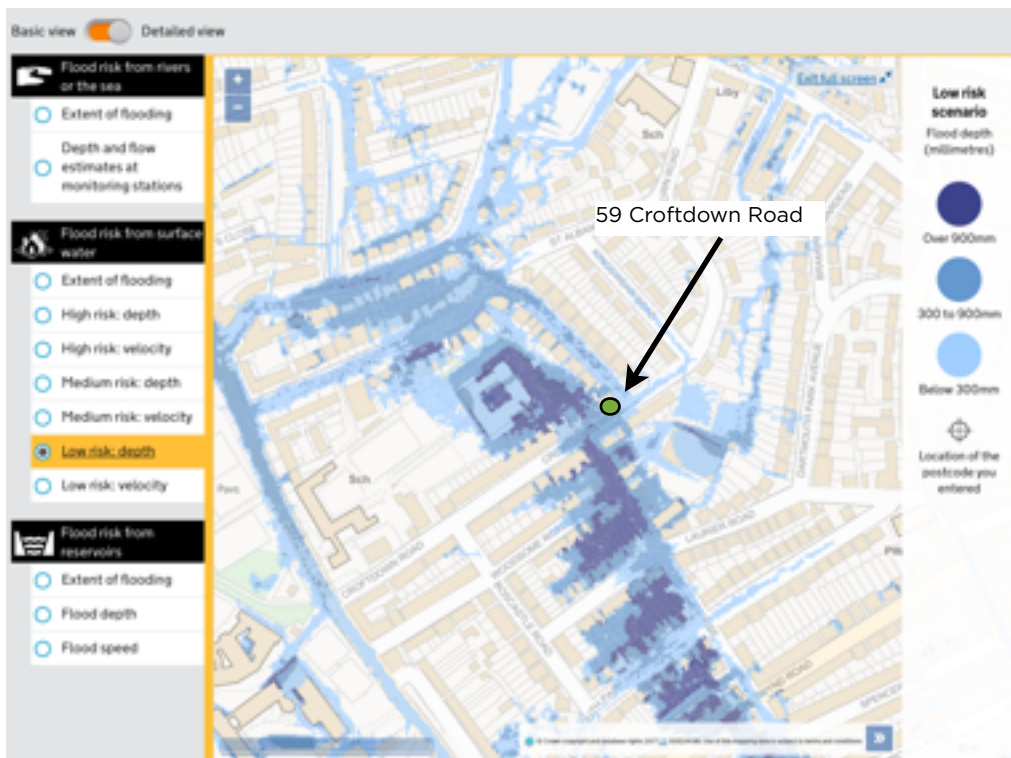 Basic view Detailed view
Flood risk from rivers
or the sea
Extent of flooding
Depth and flow
estimates at
monitoring stations
Flood risk from surface
water
Extent of flooding
High risk: depth
High risk: velocity
Medium risk: depth
Medium risk: velocity
Low risk: depth
Low risk: velocity
Flood risk from
reservoirs
Extent of flooding
Flood depth
Flood speed
+
−
Exit full screen
Liby
Sch
59 Croftdown Road
ST ALBAN
DARTMOUTH PARK AVENUE
LAURIER ROAD
Sch
CROFTDOWN ROAD
WOODSOME
BOSCASTLE ROAD
ROAD
SPENCER
»
Low risk
scenario
Flood depth
(millimetres)
Over 900mm
300 to 900mm
Below 300mm
Location of the
postcode you
entered